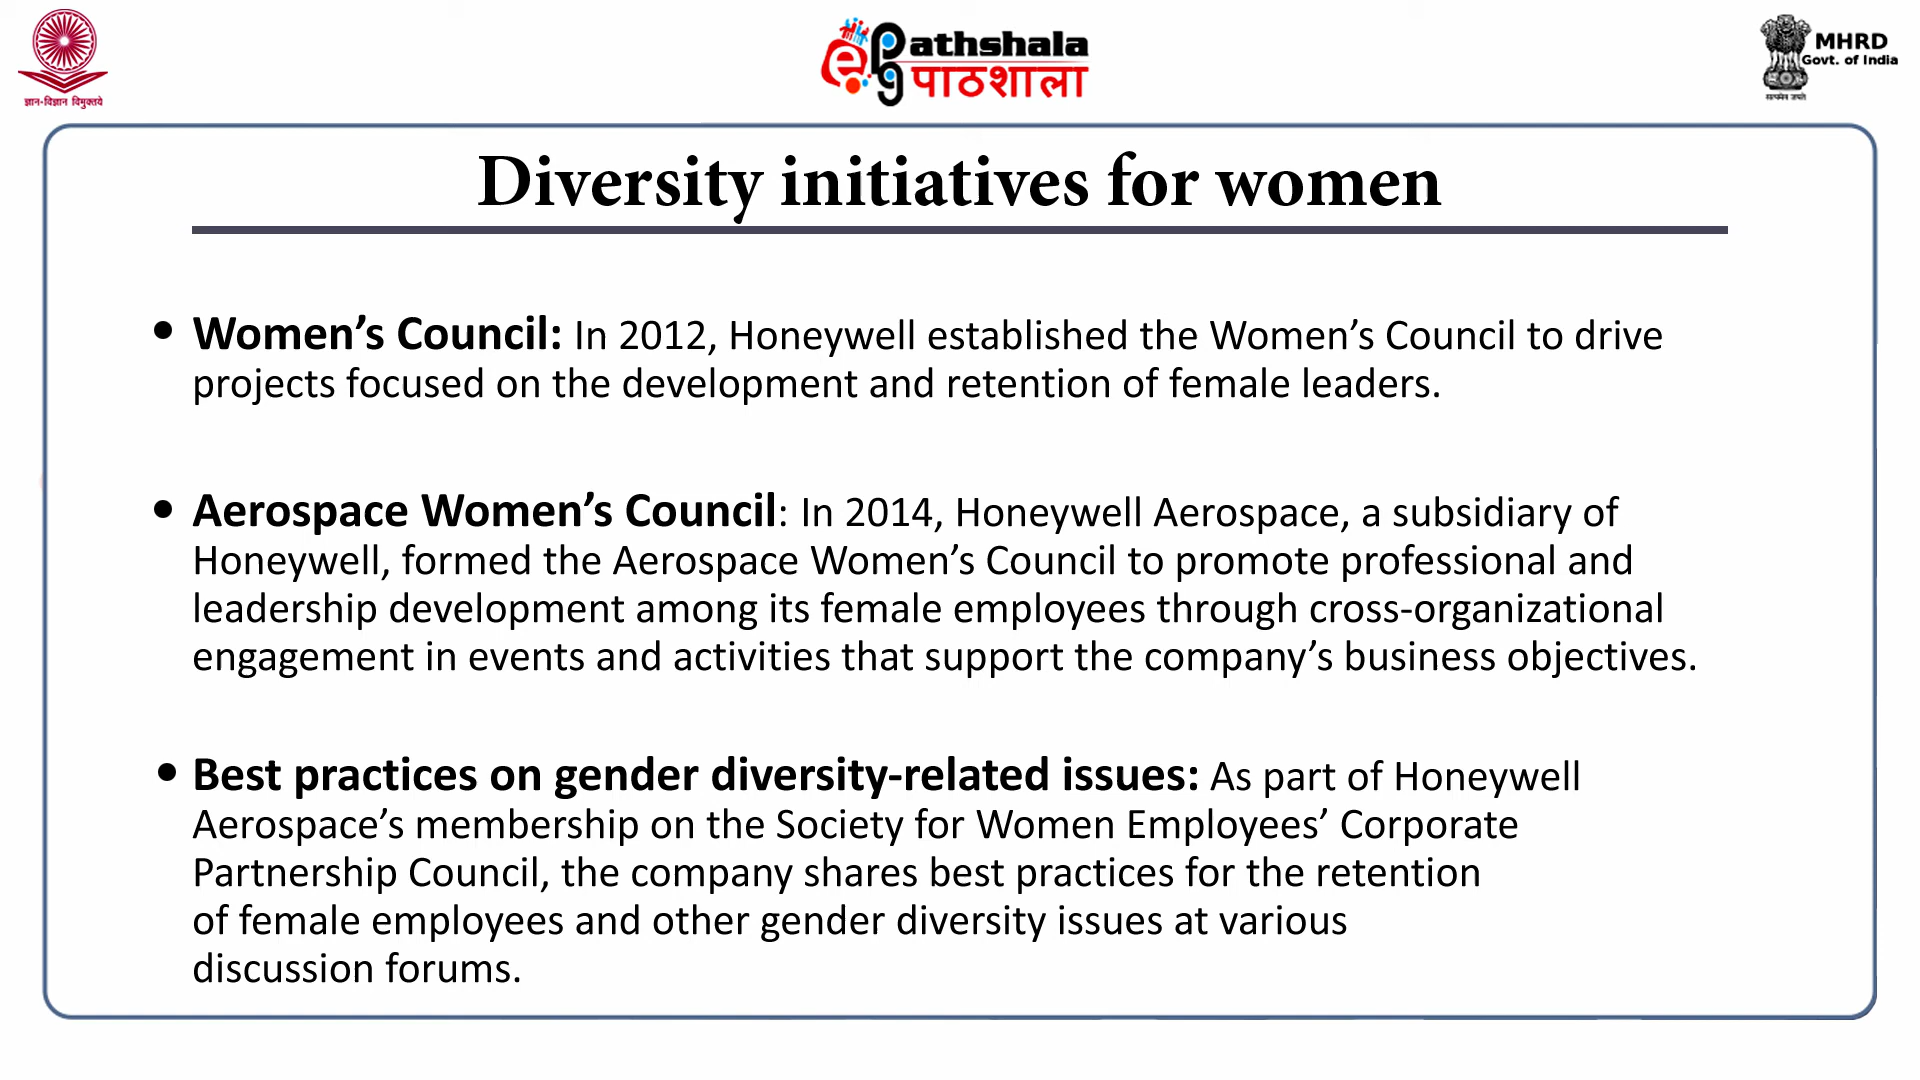 ज्ञान-विज्ञान विमुक्तये
e pg Pathshala
पाठशाला
MHRD
Govt. of India
सत्यमेव जयते
Diversity initiatives for women
• Women’s Council: In 2012, Honeywell established the Women’s Council to drive
projects focused on the development and retention of female leaders.
• Aerospace Women’s Council: In 2014, Honeywell Aerospace, a subsidiary of
Honeywell, formed the Aerospace Women’s Council to promote professional and
leadership development among its female employees through cross-organizational
engagement in events and activities that support the company’s business objectives.
• Best practices on gender diversity-related issues: As part of Honeywell
Aerospace’s membership on the Society for Women Employees’ Corporate
Partnership Council, the company shares best practices for the retention
of female employees and other gender diversity issues at various
discussion forums.